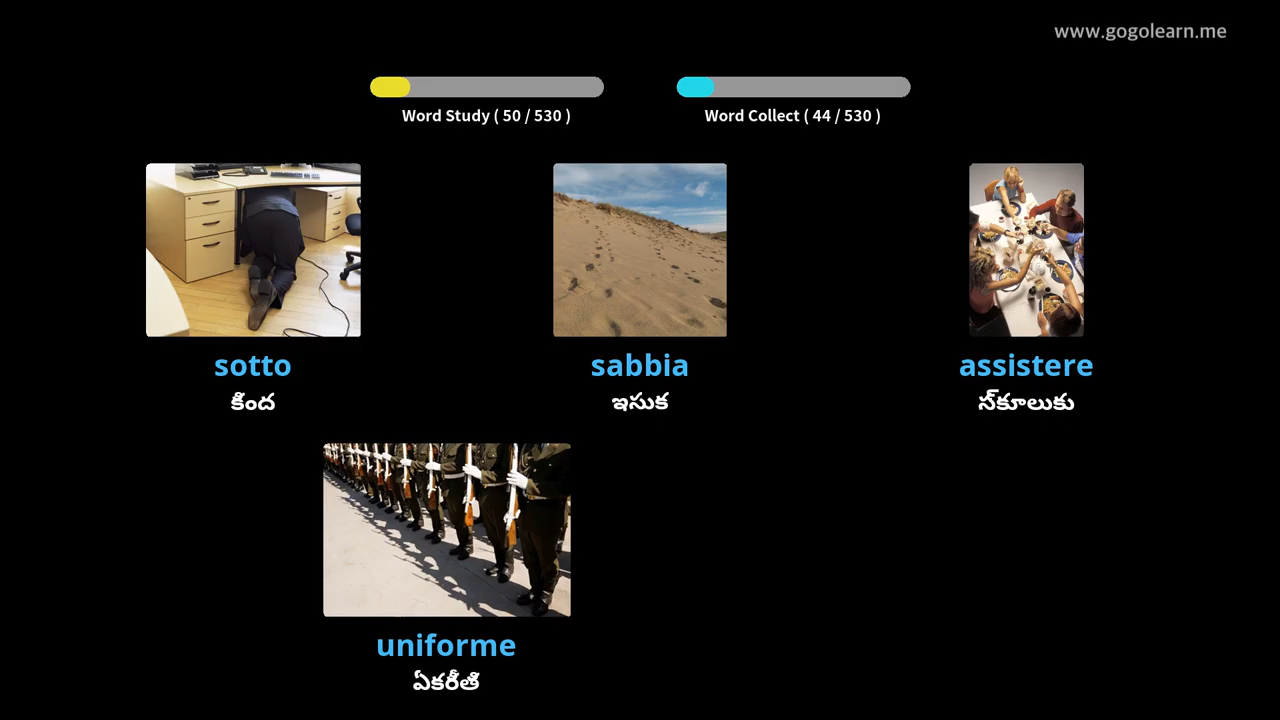 www.gogolearn.me
Word Study ( 50 / 530 )
Word Collect ( 44 / 530 )
sotto
కింద
sabbia
ఇసుక
assistere
స్కూలుకు
uniforme
ఏకరీతి